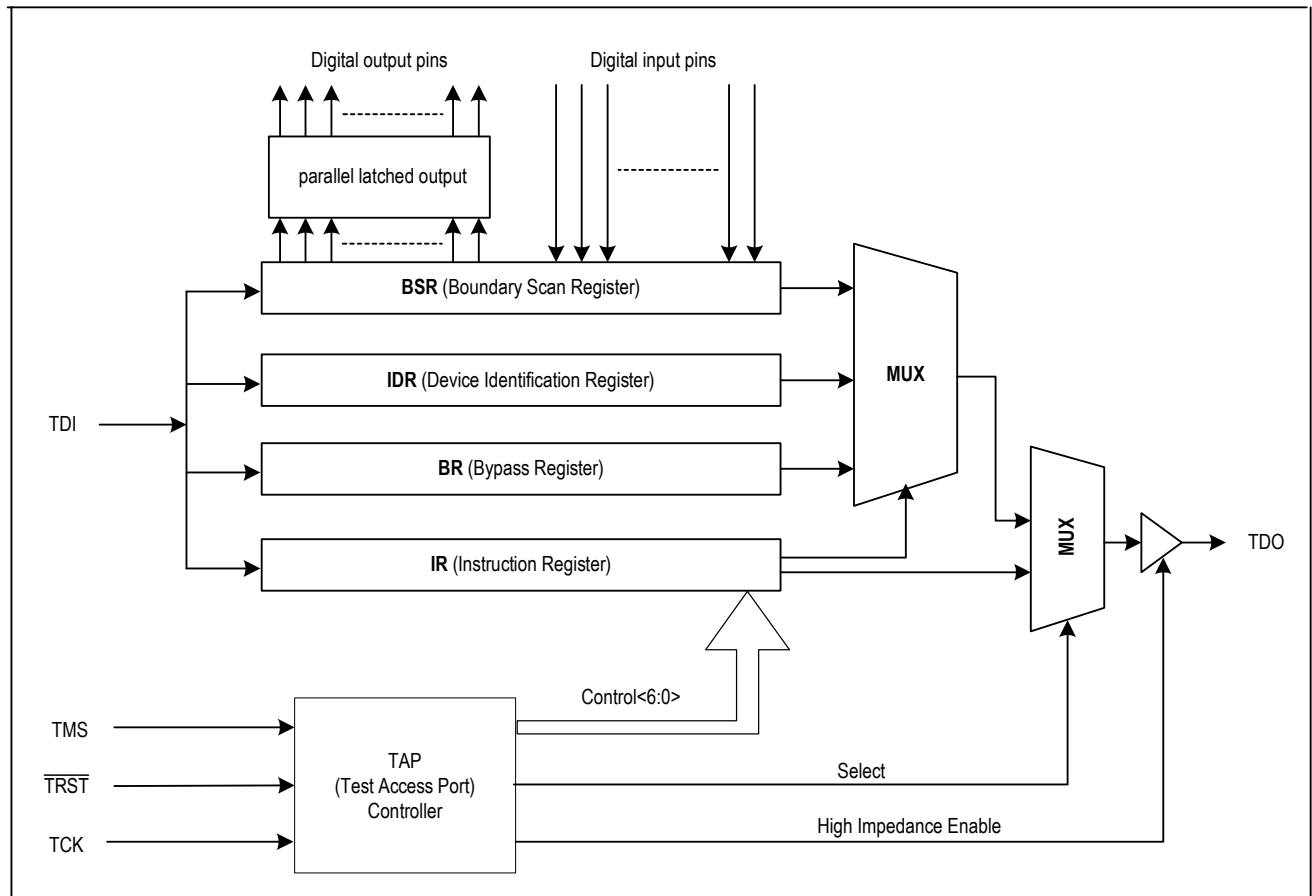 Digital output pins
Digital input pins
parallel latched output
BSR (Boundary Scan Register)
IDR (Device Identification Register)
MUX
TDI
BR (Bypass Register)
MUX
IR (Instruction Register)
TDO
Control<6:0>
TMS
TAP
(Test Access Port)
Controller
TRST
Select
TCK
High Impedance Enable